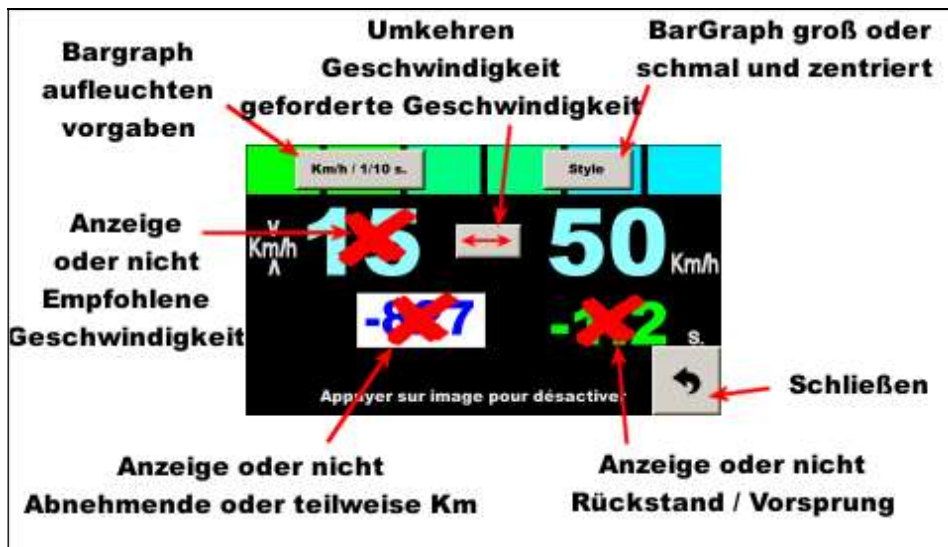 Bargraph
aufleuchten
vorgaben
Umkehren
Geschwindigkeit
geforderte Geschwindigkeit
BarGraph groß oder
schmal und zentriert
Km/h / 1/10 s.
Style
Anzeige
oder nicht
Empfohlene
Geschwindigkeit
Km/h
15
50 Km/h
s.
Appuyer sur image pour désactiver
Schließen
Anzeige oder nicht
Abnehmende oder teilweise Km
Anzeige oder nicht
Rückstand / Vorsprung